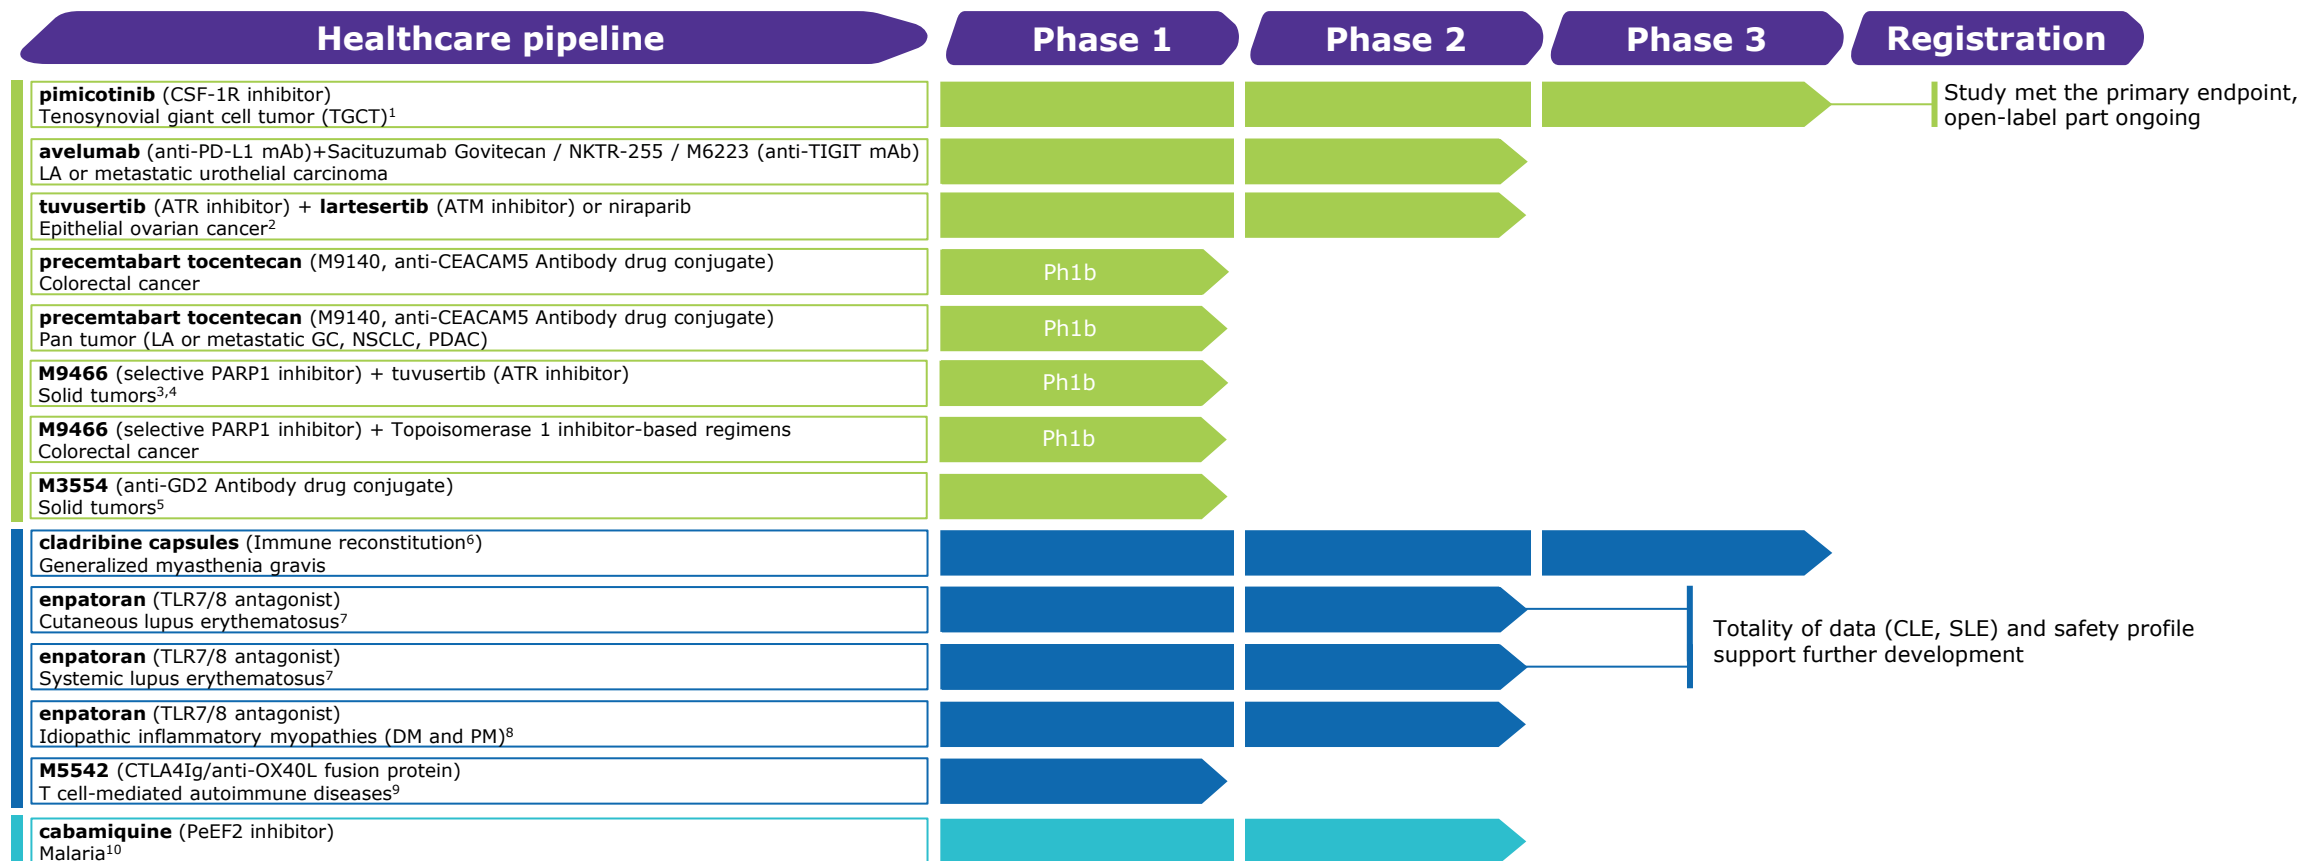 Healthcare pipeline
Phase 1
Phase 2
Phase 3
Registration
pimicotinib (CSF-1R inhibitor)
Tenosynovial giant cell tumor (TGCT)¹
Study met the primary endpoint,
open-label part ongoing
avelumab (anti-PD-L1 mAb)+Sacituzumab Govitecan / NKTR-255 / M6223 (anti-TIGIT mAb)
LA or metastatic urothelial carcinoma
tuvusertib (ATR inhibitor) + lartesertib (ATM inhibitor) or niraparib
Epithelial ovarian cancer²
precemtabart tocentecan (M9140, anti-CEACAM5 Antibody drug conjugate)
Colorectal cancer
Ph1b
precemtabart tocentecan (M9140, anti-CEACAM5 Antibody drug conjugate)
Pan tumor (LA or metastatic GC, NSCLC, PDAC)
Ph1b
M9466 (selective PARP1 inhibitor) + tuvusertib (ATR inhibitor)
Solid tumors³,⁴
Ph1b
M9466 (selective PARP1 inhibitor) + Topoisomerase 1 inhibitor-based regimens
Colorectal cancer
Ph1b
M3554 (anti-GD2 Antibody drug conjugate)
Solid tumors⁵
cladribine capsules (Immune reconstitution⁶)
Generalized myasthenia gravis
enpatoran (TLR7/8 antagonist)
Cutaneous lupus erythematosus⁷
enpatoran (TLR7/8 antagonist)
Systemic lupus erythematosus⁷
Totality of data (CLE, SLE) and safety profile
support further development
enpatoran (TLR7/8 antagonist)
Idiopathic inflammatory myopathies (DM and PM)⁸
M5542 (CTLA4Ig/anti-OX40L fusion protein)
T cell-mediated autoimmune diseases⁹
cabamiquine (PeEF2 inhibitor)
Malaria¹⁰